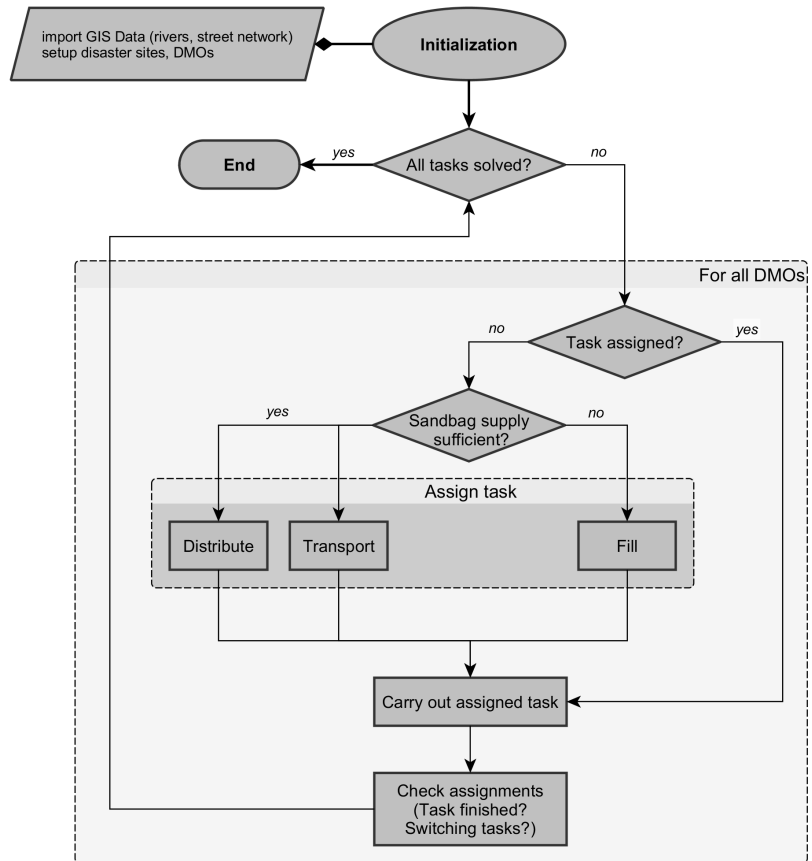 import GIS Data (rivers, street network)
setup disaster sites, DMOs
Initialization
End
yes
All tasks solved?
no
For all DMOs
no
Task assigned?
yes
yes
Sandbag supply
sufficient?
no
Assign task
Distribute
Transport
Fill
Carry out assigned task
Check assignments
(Task finished?
Switching tasks?)